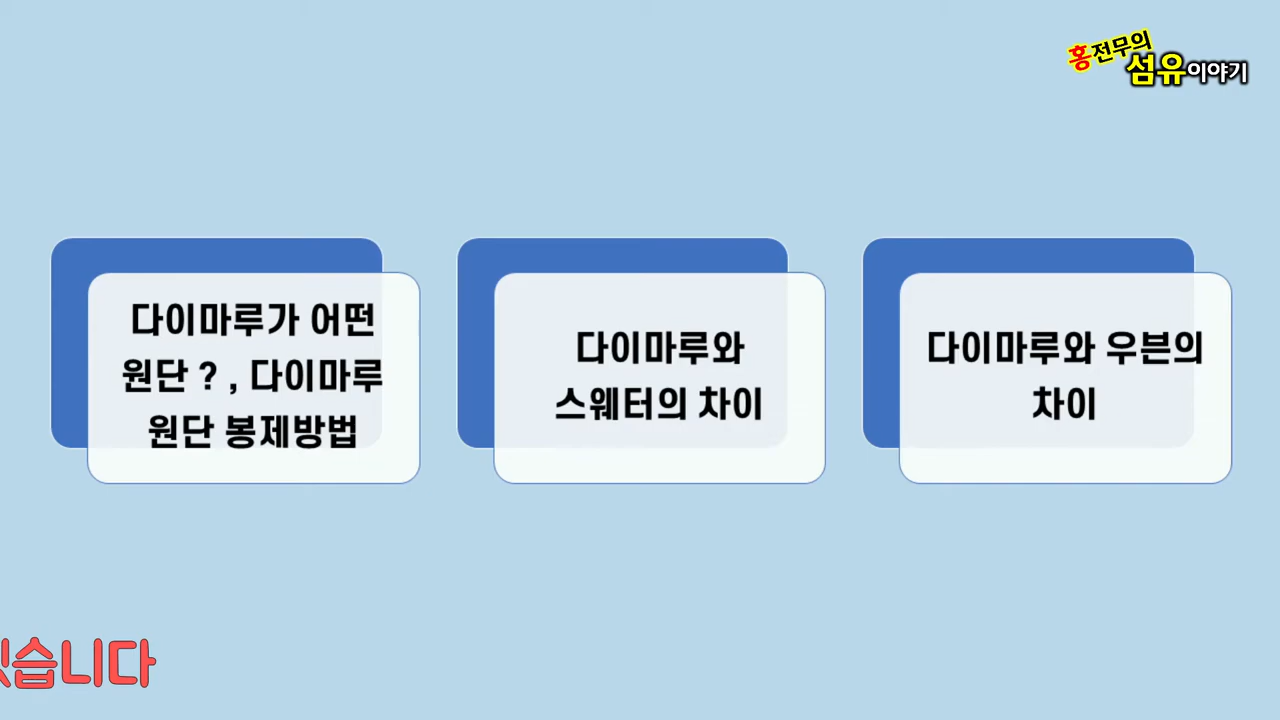 홍전무의
섬유이야기
다이마루가 어떤
원단 ? , 다이마루
원단 봉제방법
다이마루와
스웨터의 차이
다이마루와 우븐의
차이
습니다